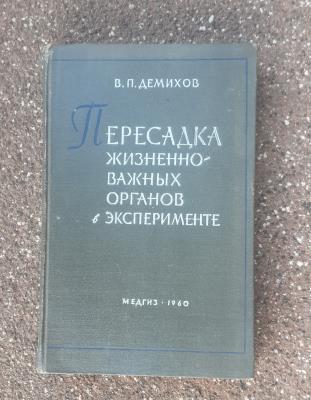 В.П.ДЕМИХОВ
ПЕРЕСАДКА
ЖИЗНЕННО-
ВАЖНЫХ
ОРГАНОВ
в ЭКСПЕРИМЕНТЕ
МЕДГИЗ · 1960